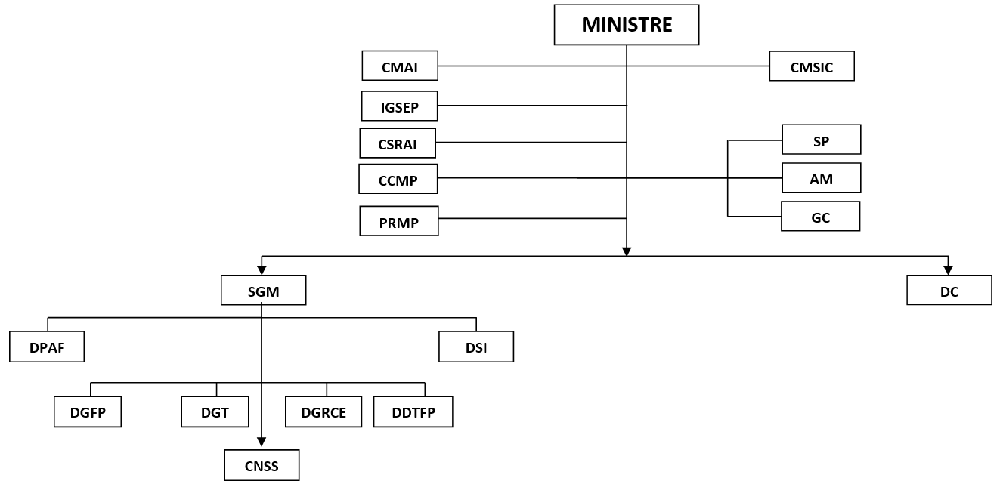 MINISTRE
CMAI
CMSIC
IGSEP
CSRAI
SP
CCMP
AM
PRMP
GC
SGM
DC
DPAF
DSI
DGFP
DGT
DGRCE
DDTFP
CNSS